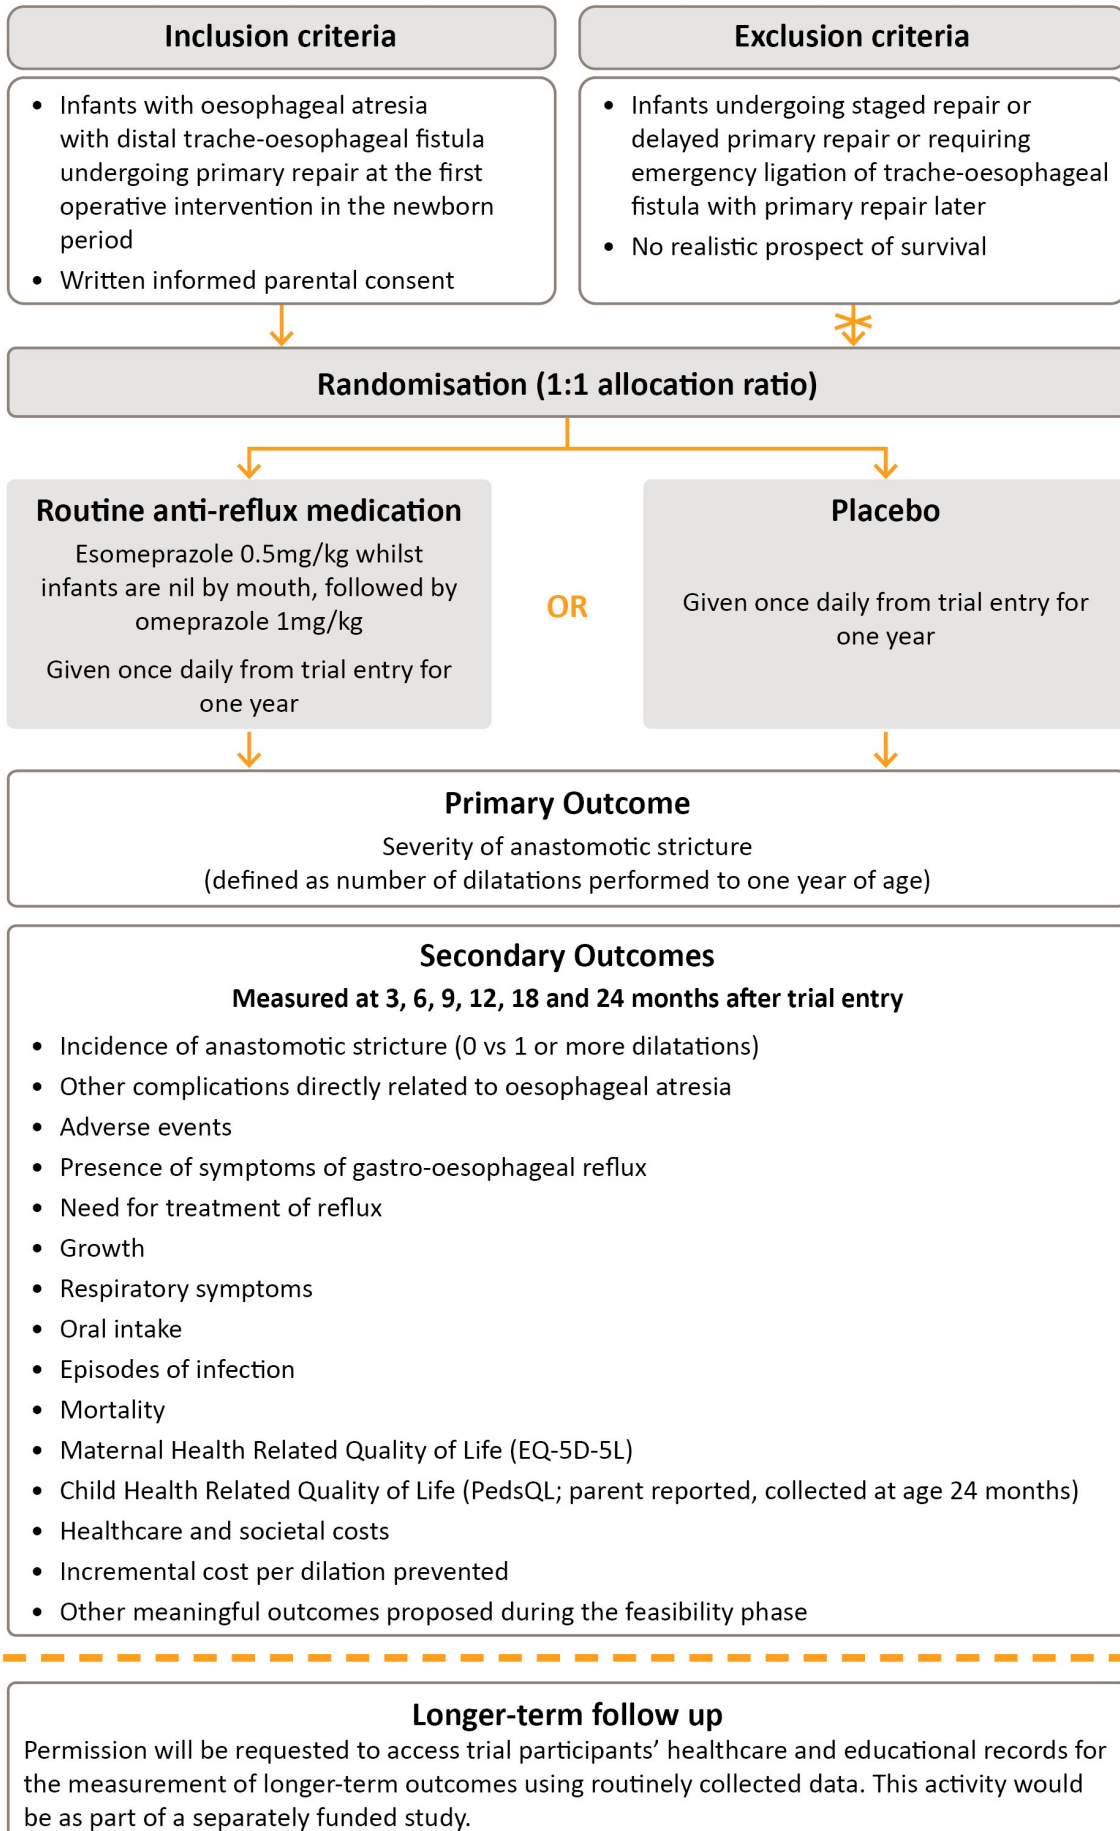 Inclusion criteria
• Infants with oesophageal atresia
with distal trache-oesophageal fistula
undergoing primary repair at the first
operative intervention in the newborn
period
• Written informed parental consent
Exclusion criteria
• Infants undergoing staged repair or
delayed primary repair or requiring
emergency ligation of trache-oesophageal
fistula with primary repair later
• No realistic prospect of survival
Randomisation (1:1 allocation ratio)
Routine anti-reflux medication
Esomeprazole 0.5mg/kg whilst
infants are nil by mouth, followed by
omeprazole 1mg/kg
Given once daily from trial entry for
one year
OR
Placebo
Given once daily from trial entry for
one year
Primary Outcome
Severity of anastomotic stricture
(defined as number of dilatations performed to one year of age)
Secondary Outcomes
Measured at 3, 6, 9, 12, 18 and 24 months after trial entry
• Incidence of anastomotic stricture (0 vs 1 or more dilatations)
• Other complications directly related to oesophageal atresia
• Adverse events
• Presence of symptoms of gastro-oesophageal reflux
• Need for treatment of reflux
• Growth
• Respiratory symptoms
• Oral intake
• Episodes of infection
• Mortality
• Maternal Health Related Quality of Life (EQ-5D-5L)
• Child Health Related Quality of Life (PedsQL; parent reported, collected at age 24 months)
• Healthcare and societal costs
• Incremental cost per dilation prevented
• Other meaningful outcomes proposed during the feasibility phase
Longer-term follow up
Permission will be requested to access trial participants’ healthcare and educational records for
the measurement of longer-term outcomes using routinely collected data. This activity would
be as part of a separately funded study.